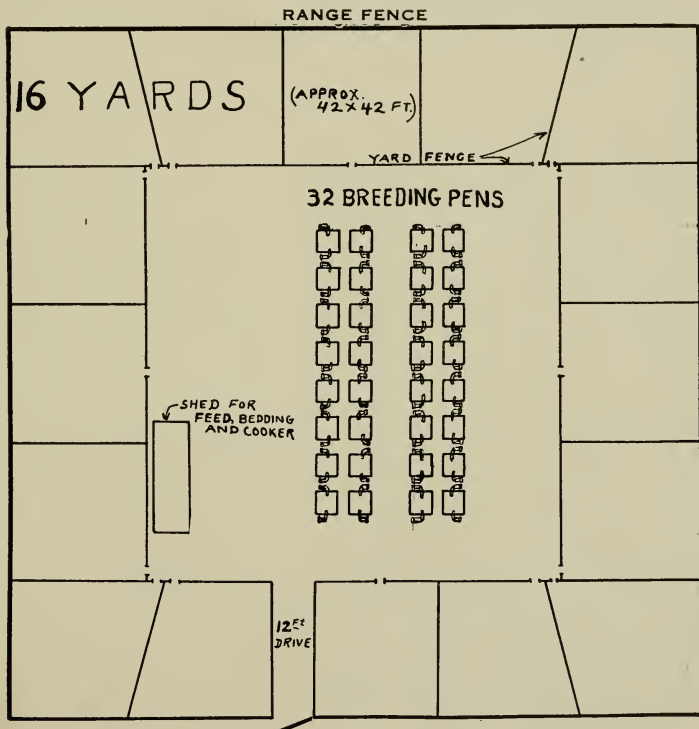 RANGE FENCE
16 YARDS
(APPROX.
42 X 42 FT.)
YARD FENCE
32 BREEDING PENS
SHED FOR
FEED, BEDDING
AND COOKER
12 Ft
DRIVE